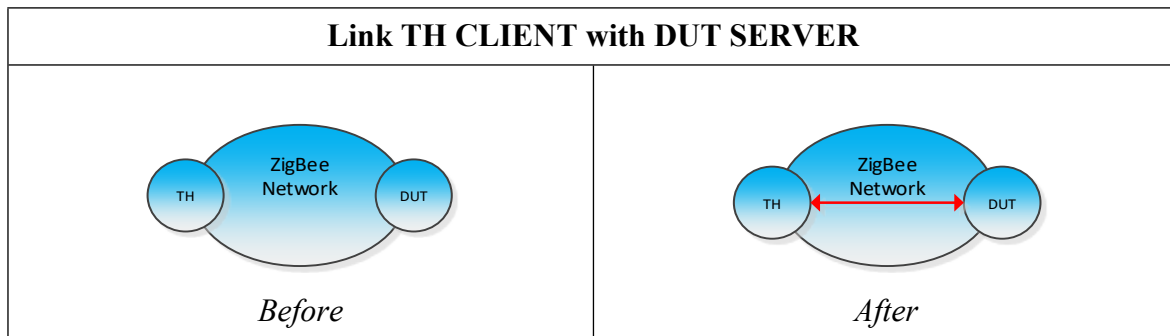 Link TH CLIENT with DUT SERVER
ZigBee
Network
TH
DUT
Before
ZigBee
Network
TH
DUT
After